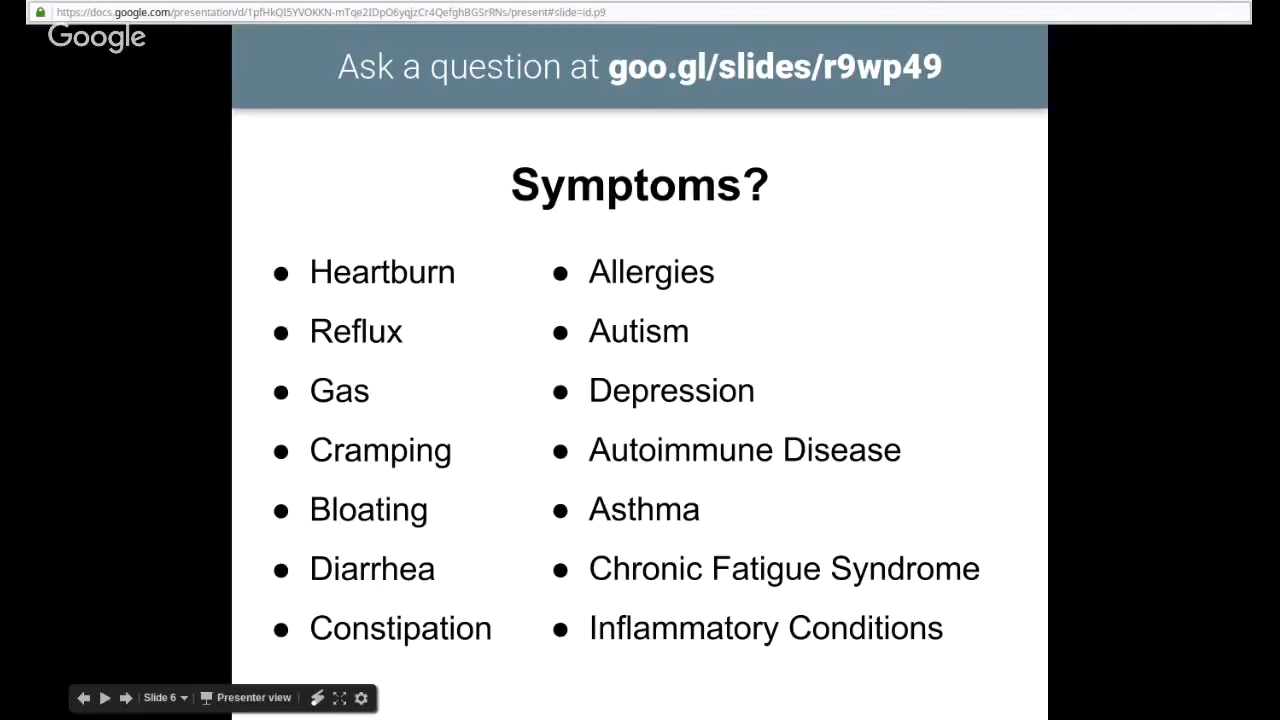 https://docs.google.com/presentation/d/1pfHkQI5YVOKKN-mTqe2IDpO6yqjzCr4QefghBGSrRNs/present#slide=id.p9
Google
Ask a question at goo.gl/slides/r9wp49
Symptoms?
● Heartburn
● Reflux
● Gas
● Cramping
● Bloating
● Diarrhea
● Constipation
● Allergies
● Autism
● Depression
● Autoimmune Disease
● Asthma
● Chronic Fatigue Syndrome
● Inflammatory Conditions
Slide 6 Presenter view